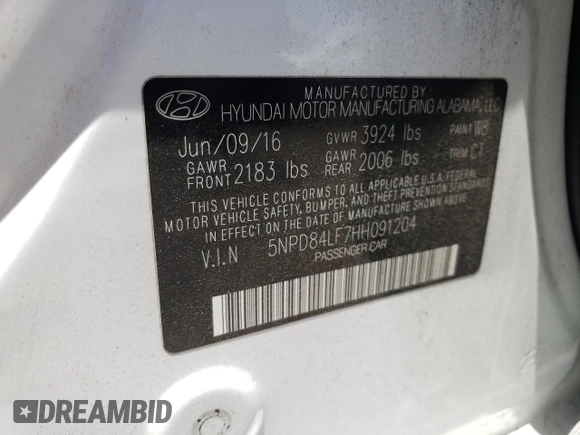 MANUFACTURED BY
HYUNDAI MOTOR MANUFACTURING ALABAMA, LLC
Jun/09/16 GVWR 3924 lbs PAINT W8
GAWR FRONT 2183 lbs GAWR REAR 2006 lbs TRIM CT
THIS VEHICLE CONFORMS TO ALL APPLICABLE U.S.A. FEDERAL
MOTOR VEHICLE SAFETY, BUMPER, AND THEFT PREVENTION STANDARDS
IN EFFECT ON THE DATE OF MANUFACTURE SHOWN ABOVE.
V.I.N 5NPD84LF7HH091204
PASSENGER CAR
DREAMBID